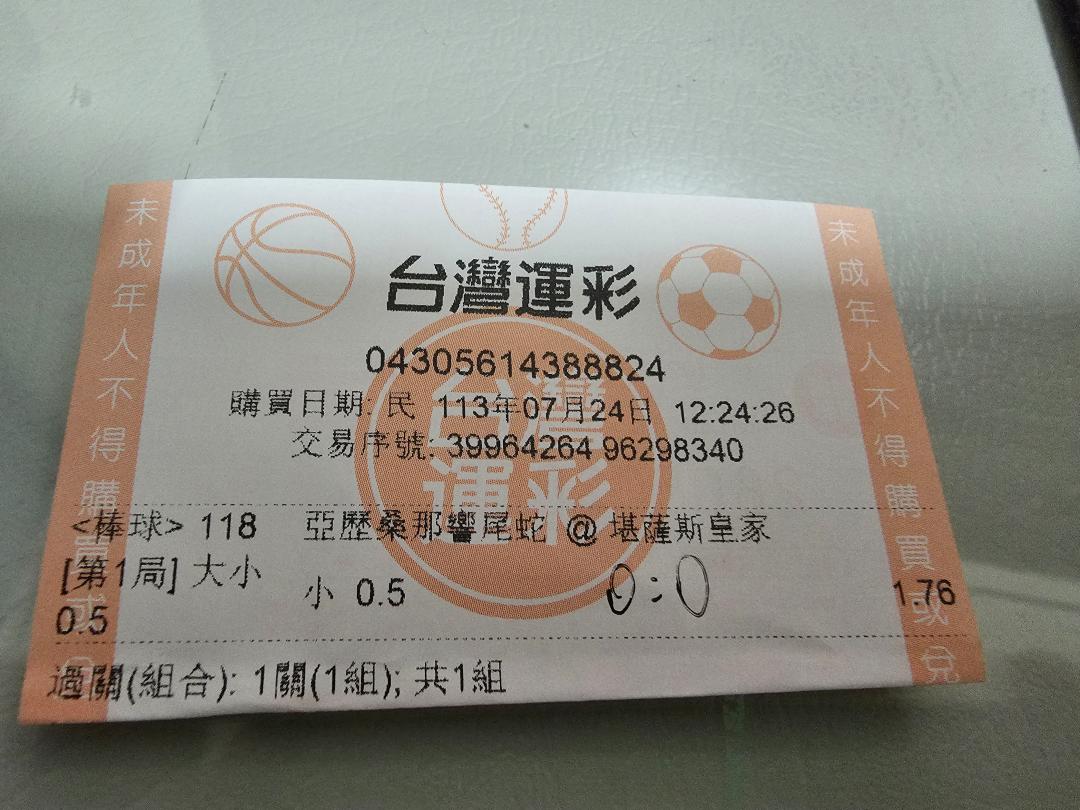 台灣運彩
04305614388824
購買日期: 民 113年07月24日 12:24:26
交易序號: 39964264 96298340
<棒球> 118 亞歷桑那響尾蛇 @ 堪薩斯皇家
[第1局] 大小 0.5 小 0.5 0:0 1.76
過關(組合): 1關(1組); 共1組
未成年人不得購買或兌
未成年人不得購買或兌
台灣運彩